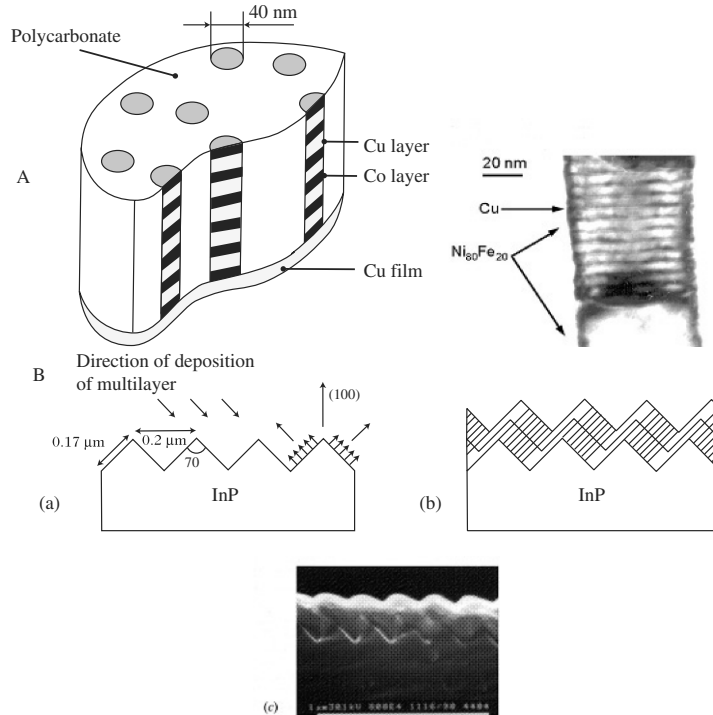 40 nm
Polycarbonate
Cu layer
A
Co layer
Cu film
20 nm
Cu
Ni80Fe20
B
Direction of deposition
of multilayer
(100)
0.17 μm
0.2 μm
70
InP
(a)
InP
(b)
(c)